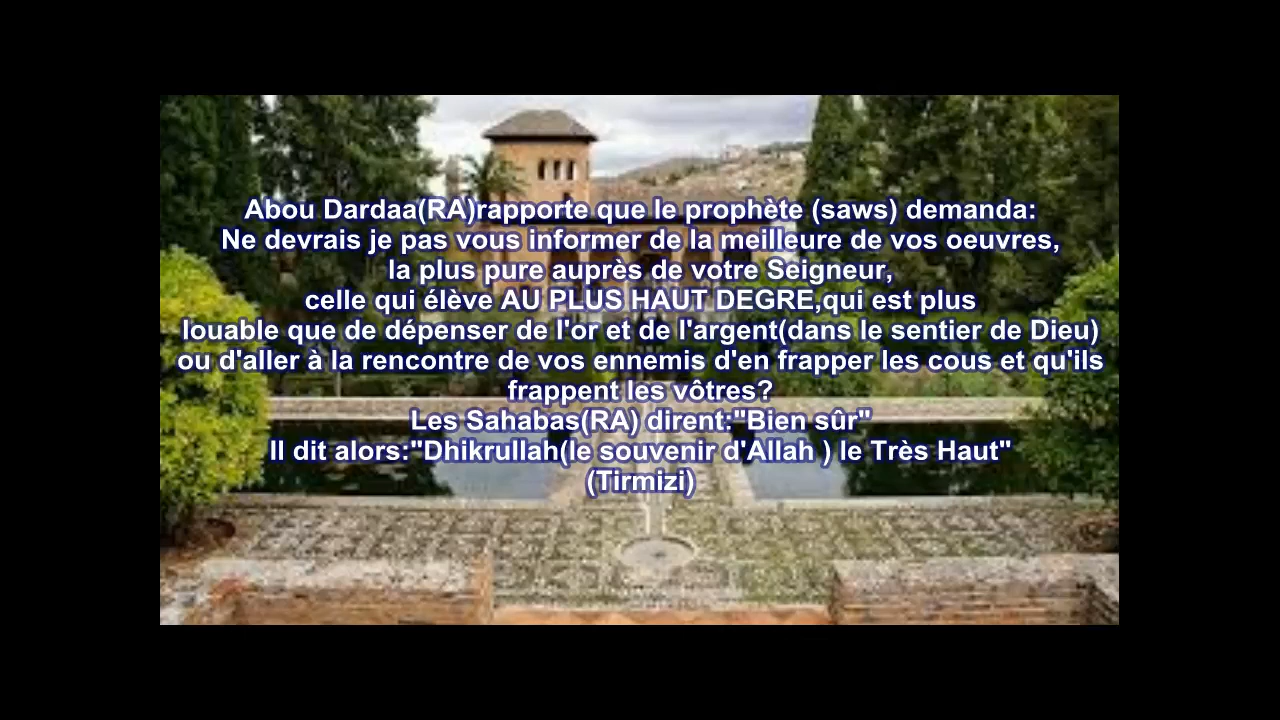 Abou Dardaa(RA)rapporte que le prophète (saws) demanda:
Ne devrais je pas vous informer de la meilleure de vos oeuvres,
la plus pure auprès de votre Seigneur,
celle qui élève AU PLUS HAUT DEGRE,qui est plus
louable que de dépenser de l'or et de l'argent(dans le sentier de Dieu)
ou d'aller à la rencontre de vos ennemis d'en frapper les cous et qu'ils
frappent les vôtres?
Les Sahabas(RA) dirent:"Bien sûr"
Il dit alors:"Dhikrullah(le souvenir d'Allah ) le Très Haut"
(Tirmizi)